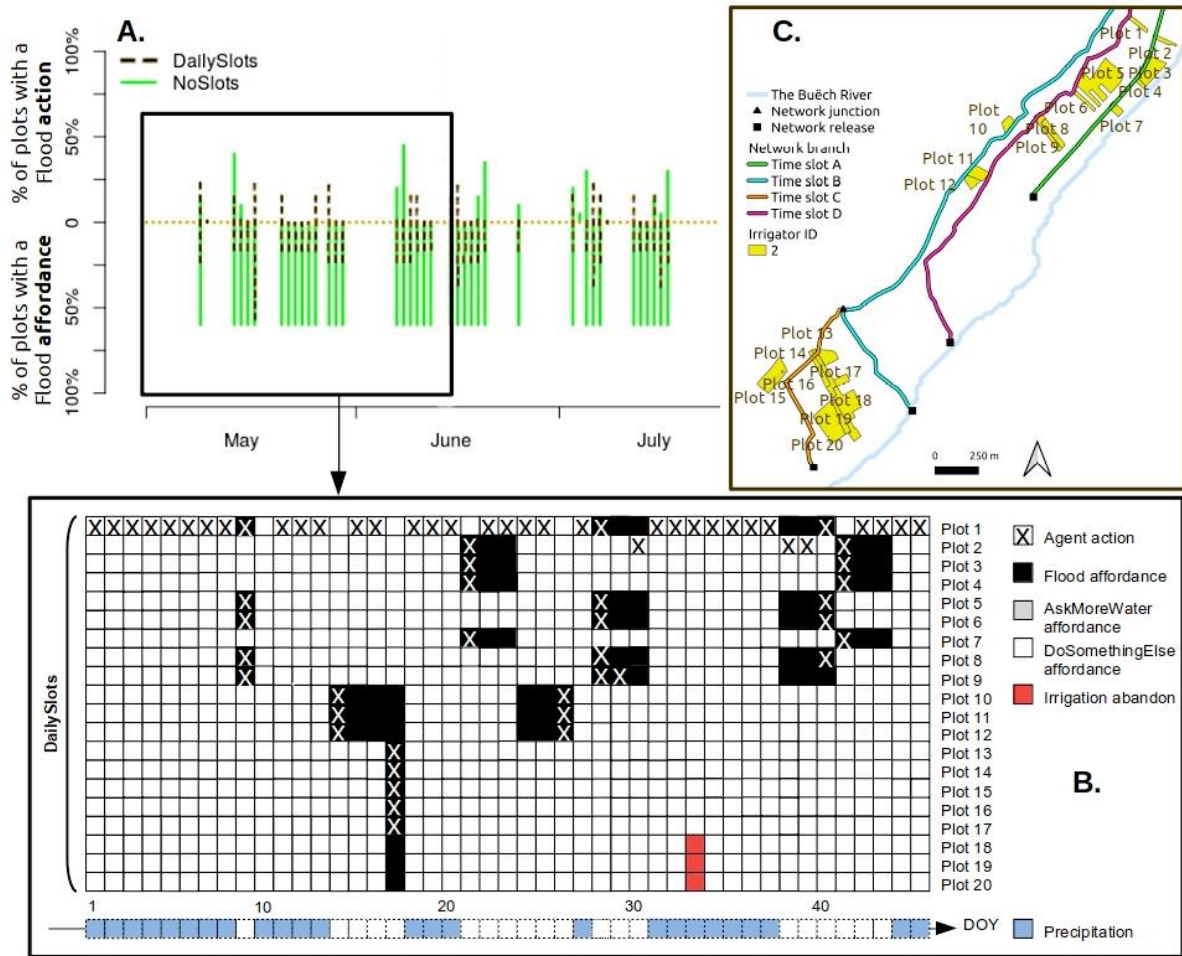 A.
DailySlots
NoSlots
% of plots with a
Flood action
% of plots with a
Flood affordance
100%
50%
0
50%
100%
May
June
July
C.
The Buëch River
Network junction
Network release
Network branch
Time slot A
Time slot B
Time slot C
Time slot D
Irrigator ID
2
Plot 1
Plot 2
Plot 3
Plot 4
Plot 5
Plot 6
Plot 7
Plot 8
Plot 9
Plot
10
Plot 11
Plot 12
Plot 13
Plot 14
Plot 15
Plot 16
Plot 17
Plot 18
Plot 19
Plot 20
0 250 m
DailySlots
Plot 1
Plot 2
Plot 3
Plot 4
Plot 5
Plot 6
Plot 7
Plot 8
Plot 9
Plot 10
Plot 11
Plot 12
Plot 13
Plot 14
Plot 15
Plot 16
Plot 17
Plot 18
Plot 19
Plot 20
X Agent action
Flood affordance
AskMoreWater
affordance
DoSomethingElse
affordance
Irrigation abandon
B.
1 10 20 30 40
DOY
Precipitation